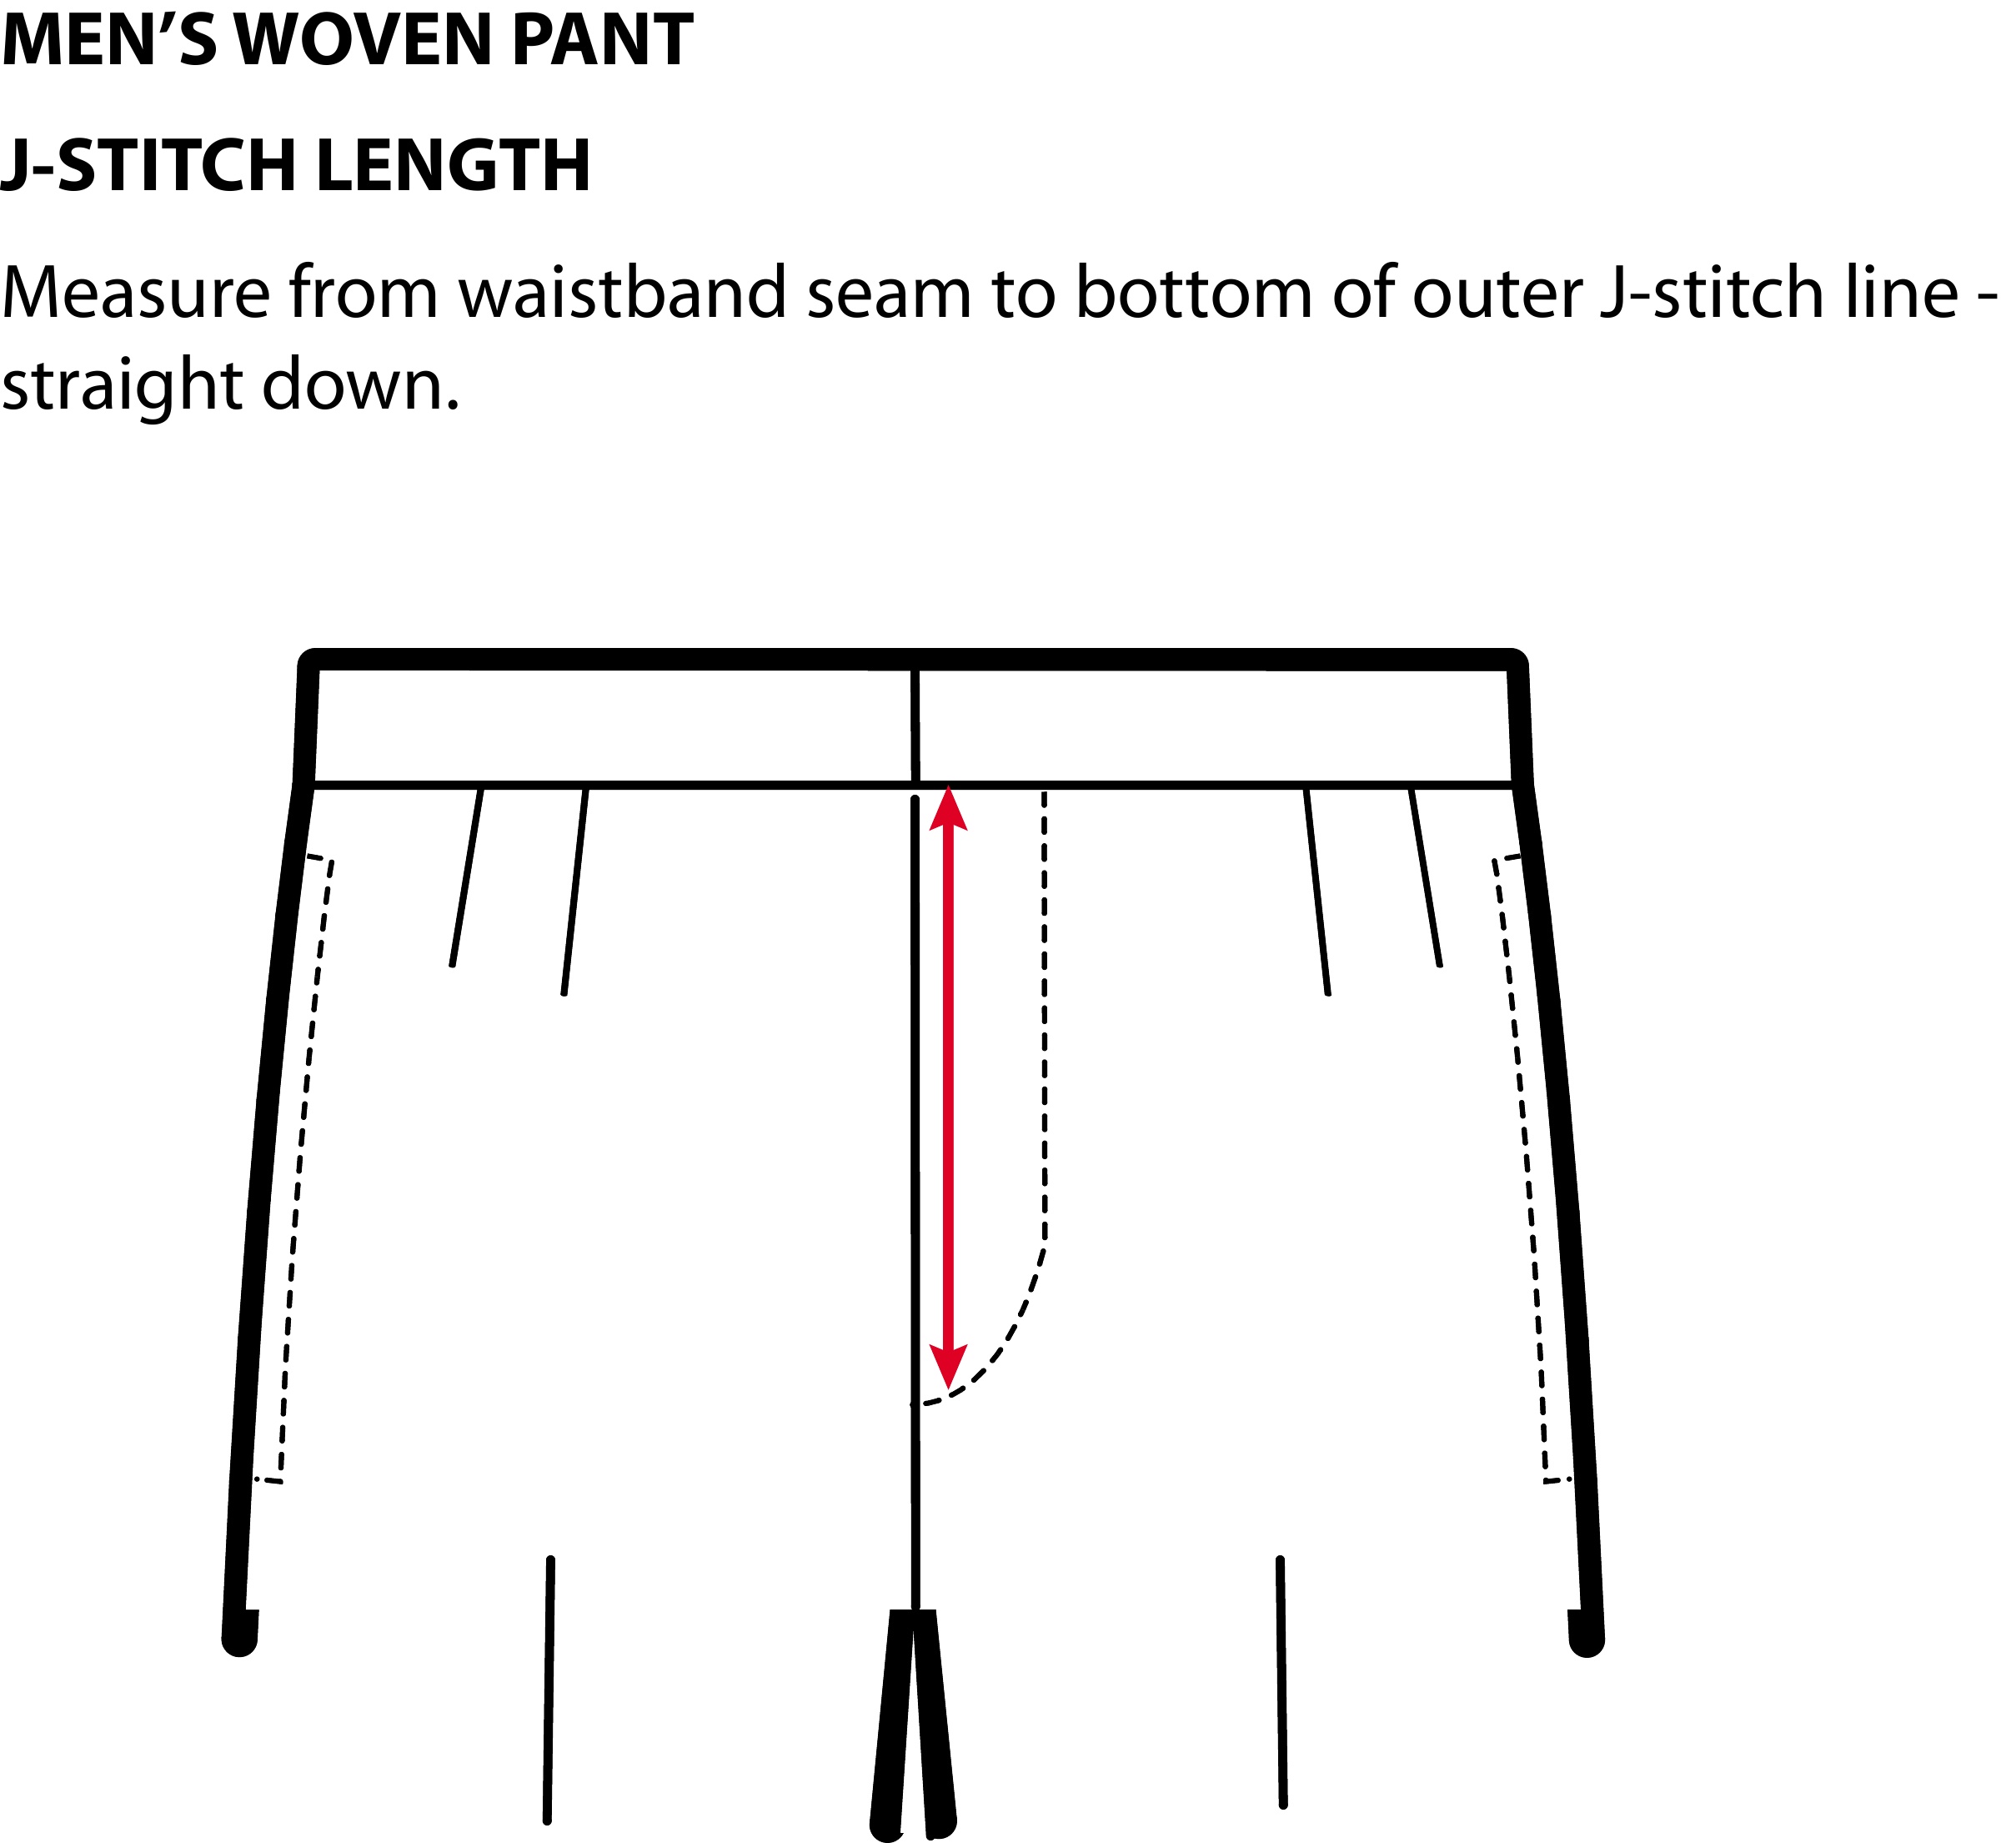 MEN’S WOVEN PANT
J-STITCH LENGTH
Measure from waistband seam to bottom of outer J-stitch line -
straight down.